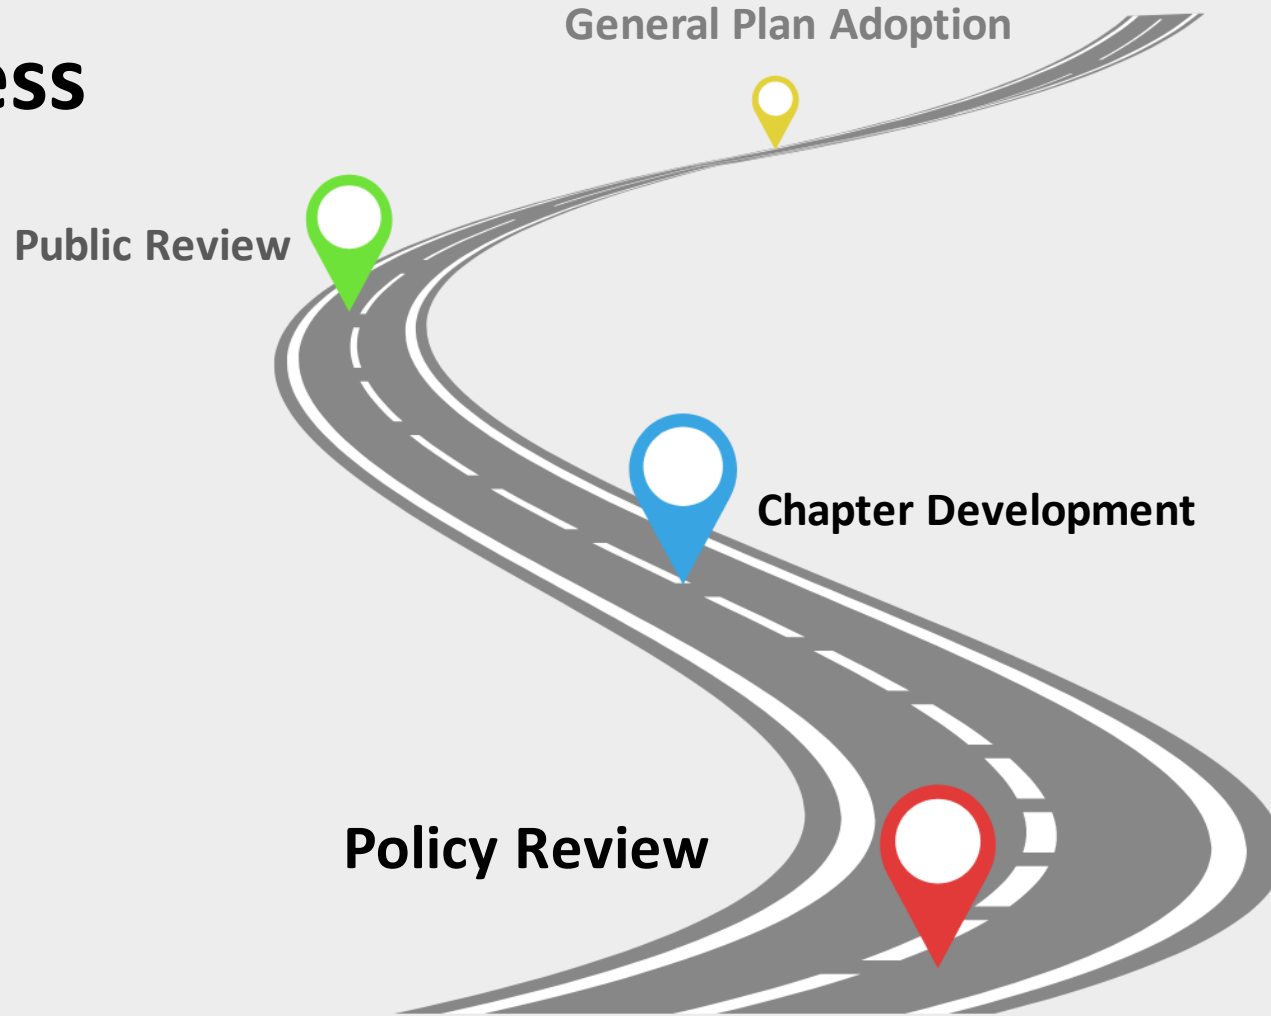 General Plan Adoption
ess
Public Review
Chapter Development
Policy Review